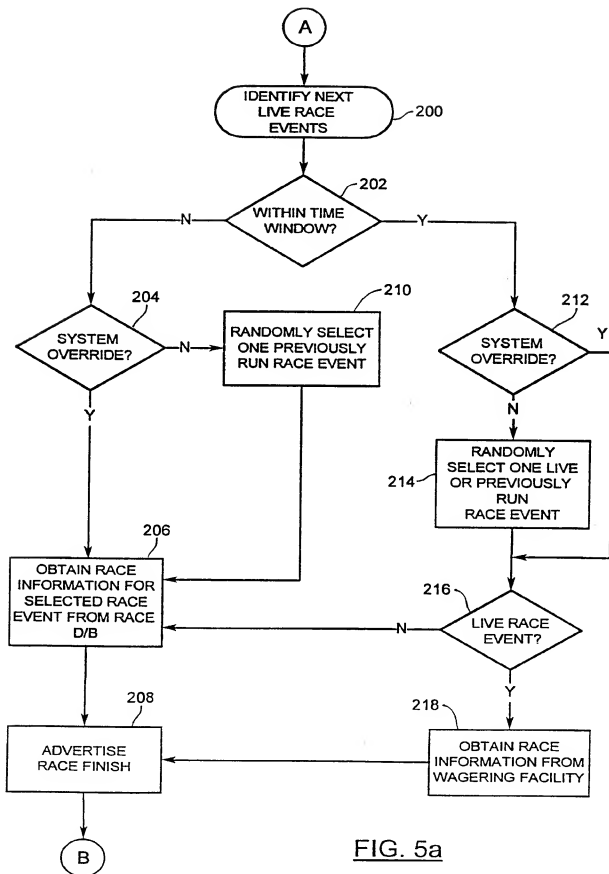 A
IDENTIFY NEXT
LIVE RACE
EVENTS
200
202
WITHIN TIME
WINDOW?
N
Y
204
SYSTEM
OVERRIDE?
N
Y
210
RANDOMLY SELECT
ONE PREVIOUSLY
RUN RACE EVENT
212
SYSTEM
OVERRIDE?
Y
N
214
RANDOMLY
SELECT ONE LIVE
OR PREVIOUSLY
RUN
RACE EVENT
206
OBTAIN RACE
INFORMATION FOR
SELECTED RACE
EVENT FROM RACE
D/B
216
LIVE RACE
EVENT?
N
Y
208
ADVERTISE
RACE FINISH
218
OBTAIN RACE
INFORMATION FROM
WAGERING FACILITY
B
FIG. 5a